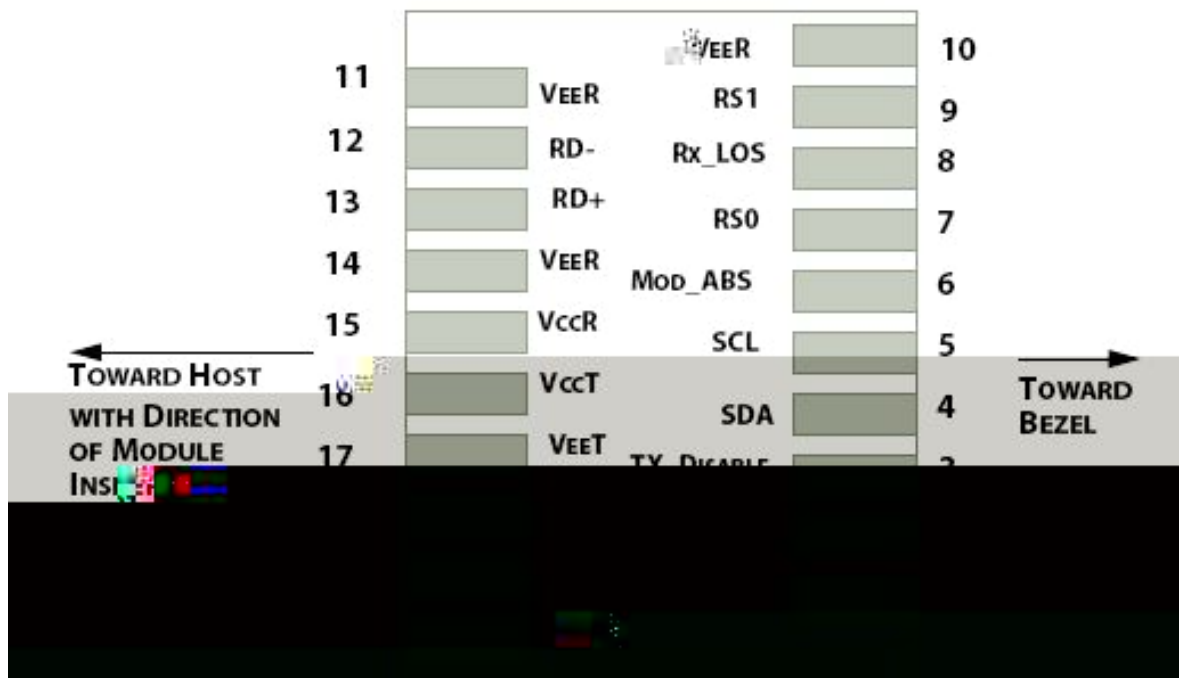 VEER 10
11 VEER
RS1 9
12 RD-
Rx_LOS 8
13 RD+
RS0 7
14 VEER
MOD_ABS 6
15 VCCR
SCL 5
TOWARD HOST
WITH DIRECTION
OF MODULE
16 VCCT
TOWARD
BEZEL
SDA 4
17 VEET
TX_DISABLE